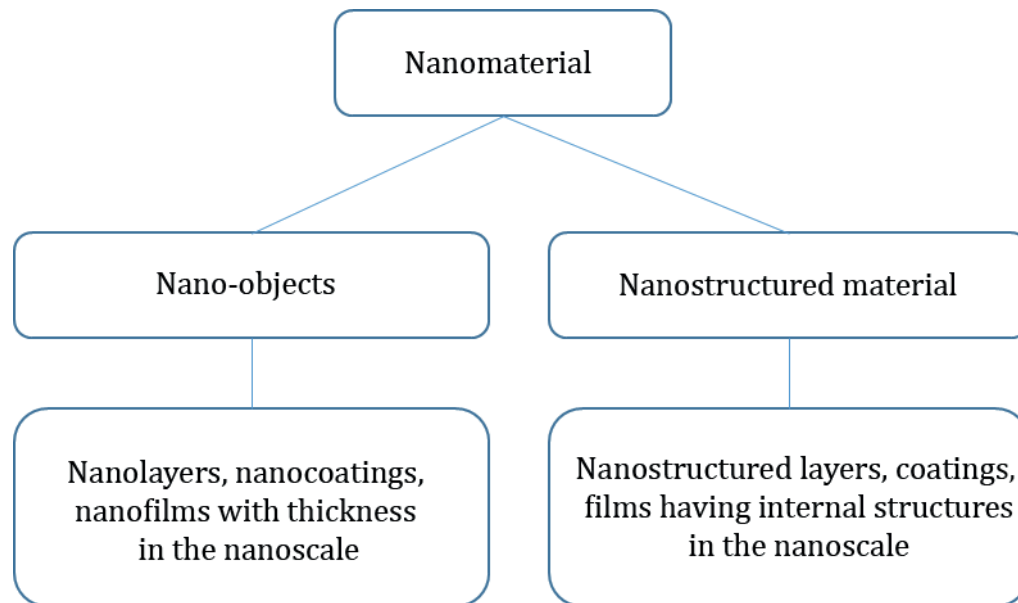 Nanomaterial
Nano-objects
Nanostructured material
Nanolayers, nanocoatings,
nanofilms with thickness
in the nanoscale
Nanostructured layers, coatings,
films having internal structures
in the nanoscale